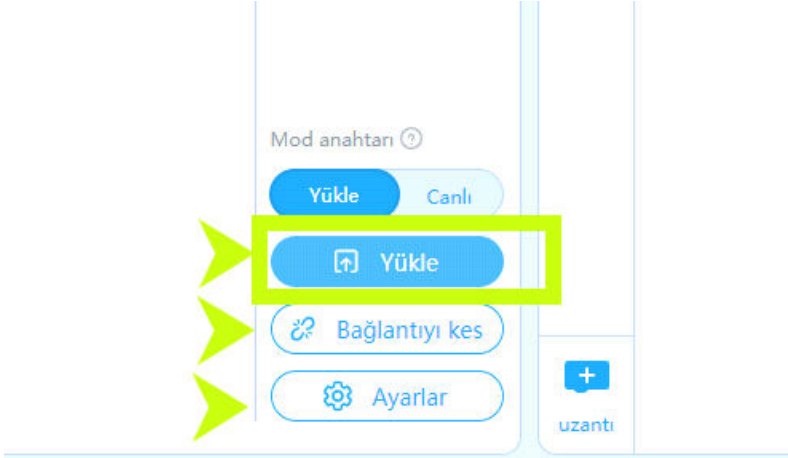 Mod anahtarı ?
Yükle Canlı
Yükle
Bağlantıyı kes
Ayarlar
uzantı